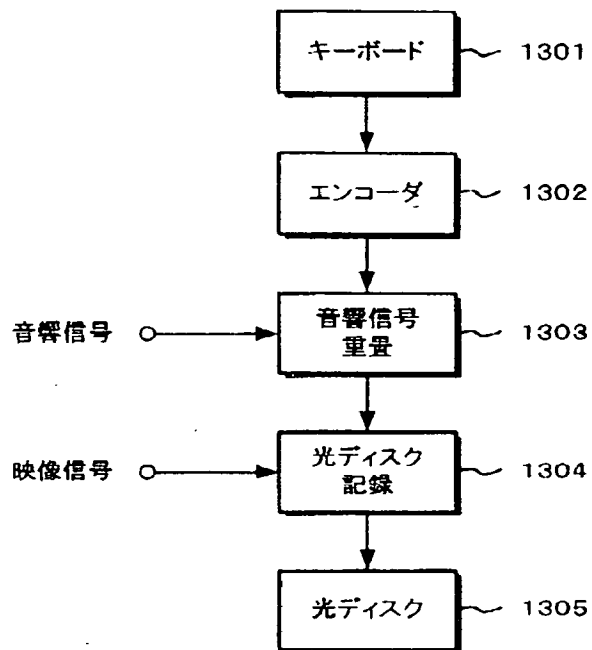 キーボード 1301
エンコーダ 1302
音響信号
音響信号
重畳 1303
映像信号
光ディスク
記録 1304
光ディスク 1305